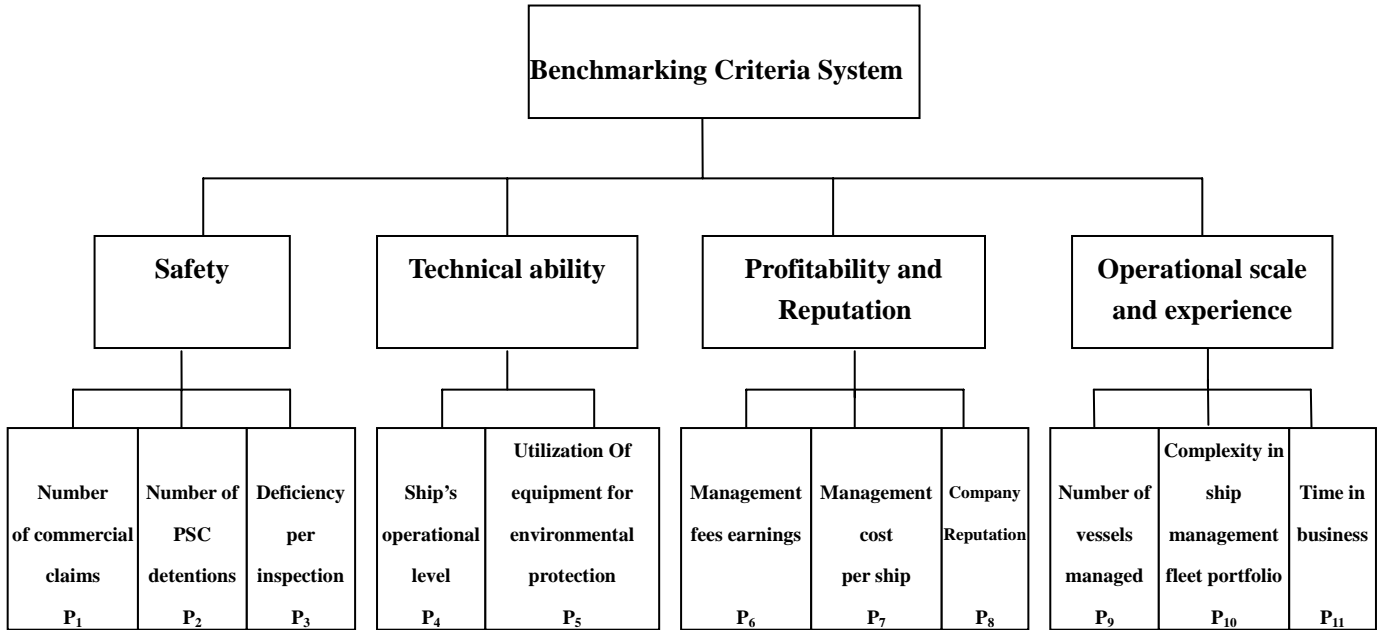 Benchmarking Criteria System
Safety
Technical ability
Profitability and
Reputation
Operational scale
and experience
Number
of commercial
claims
P₁
Number of
PSC
detentions
P₂
Deficiency
per
inspection
P₃
Ship’s
operational
level
P₄
Utilization Of
equipment for
environmental
protection
P₅
Management
fees earnings
P₆
Management
cost
per ship
P₇
Company
Reputation
P₈
Number of
vessels
managed
P₉
Complexity in
ship
management
fleet portfolio
P₁₀
Time in
business
P₁₁